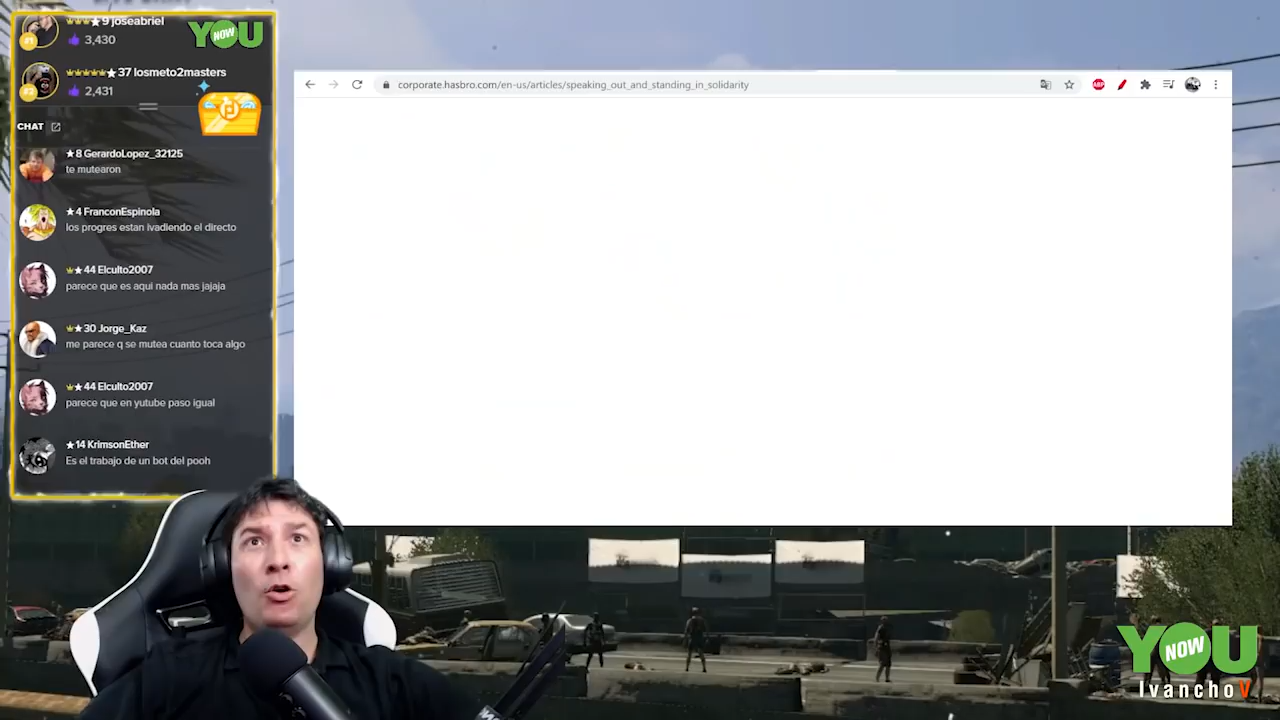 ★9 joseabriel
3,430
YOU NOW
37 losmeto2masters
2,431
CHAT
★8 GerardoLopez_32125
te mutearon
★4 FranconEspinola
los progres estan ivadiendo el directo
★44 Elculto2007
parece que es aqui nada mas jajaja
★30 Jorge_Kaz
me parece q se mutea cuanto toca algo
★44 Elculto2007
parece que en yutube paso igual
★14 KrimsonEther
Es el trabajo de un bot del pooh
corporate.hasbro.com/en-us/articles/speaking_out_and_standing_in_solidarity
ABP
YOU NOW
IvanchoV